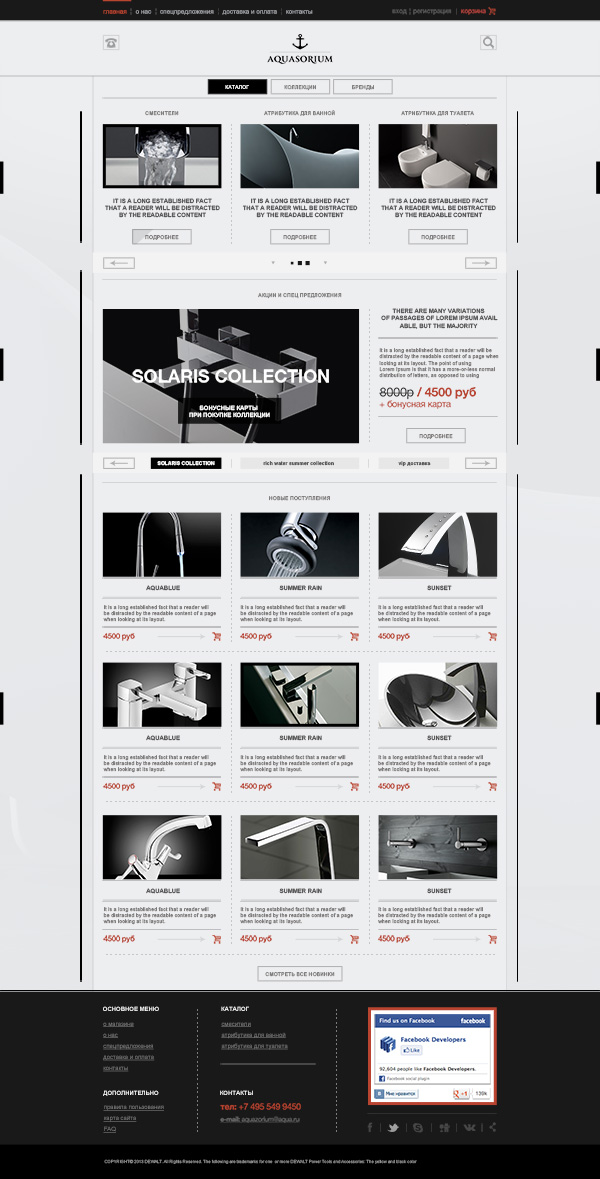 главная о нас спецпредложения доставка и оплата контакты вход регистрация корзина
AQUASORIUM
КАТАЛОГ КОЛЛЕКЦИИ БРЕНДЫ
СМЕСИТЕЛИ АТРИБУТИКА ДЛЯ ВАННОЙ АТРИБУТИКА ДЛЯ ТУАЛЕТА
IT IS A LONG ESTABLISHED FACT
THAT A READER WILL BE DISTRACTED
BY THE READABLE CONTENT
IT IS A LONG ESTABLISHED FACT
THAT A READER WILL BE DISTRACTED
BY THE READABLE CONTENT
IT IS A LONG ESTABLISHED FACT
THAT A READER WILL BE DISTRACTED
BY THE READABLE CONTENT
ПОДРОБНЕЕ ПОДРОБНЕЕ ПОДРОБНЕЕ
АКЦИИ И СПЕЦ ПРЕДЛОЖЕНИЯ
SOLARIS COLLECTION
БОНУСНЫЕ КАРТЫ
ПРИ ПОКУПКЕ КОЛЛЕКЦИИ
THERE ARE MANY VARIATIONS
OF PASSAGES OF LOREM IPSUM AVAIL
ABLE, BUT THE MAJORITY
It is a long established fact that a reader will be
distracted by the readable content of a page when
looking at its layout. The point of using
Lorem Ipsum is that it has a more-or-less normal
distribution of letters, as opposed to using
8000р / 4500 руб
+ бонусная карта
ПОДРОБНЕЕ
SOLARIS COLLECTION rich water summer collection vip доставка
НОВЫЕ ПОСТУПЛЕНИЯ
AQUABLUE SUMMER RAIN SUNSET
It is a long established fact that a reader will
be distracted by the readable content of a page
when looking at its layout.
It is a long established fact that a reader will
be distracted by the readable content of a page
when looking at its layout.
It is a long established fact that a reader will
be distracted by the readable content of a page
when looking at its layout.
4500 руб 4500 руб 4500 руб
AQUABLUE SUMMER RAIN SUNSET
It is a long established fact that a reader will
be distracted by the readable content of a page
when looking at its layout.
It is a long established fact that a reader will
be distracted by the readable content of a page
when looking at its layout.
It is a long established fact that a reader will
be distracted by the readable content of a page
when looking at its layout.
4500 руб 4500 руб 4500 руб
AQUABLUE SUMMER RAIN SUNSET
It is a long established fact that a reader will
be distracted by the readable content of a page
when looking at its layout.
It is a long established fact that a reader will
be distracted by the readable content of a page
when looking at its layout.
It is a long established fact that a reader will
be distracted by the readable content of a page
when looking at its layout.
4500 руб 4500 руб 4500 руб
СМОТРЕТЬ ВСЕ НОВИНКИ
ОСНОВНОЕ МЕНЮ
о магазине
о нас
спецпредложения
доставка и оплата
контакты
КАТАЛОГ
смесители
атрибутика для ванной
атрибутика для туалета
ДОПОЛНИТЕЛЬНО
правила пользования
карта сайта
FAQ
КОНТАКТЫ
тел: +7 495 549 9450
e-mail: aquazorium@aqua.ru
Find us on Facebook facebook
Facebook Developers
Like
92,604 people like Facebook Developers.
Facebook social plugin
Мне нравится +1 139k
COPYRIGHT© 2013 DEWALT. All Rights Reserved. The following are trademarks for one or more DEWALT Power Tools and Accessories: The yellow and black color